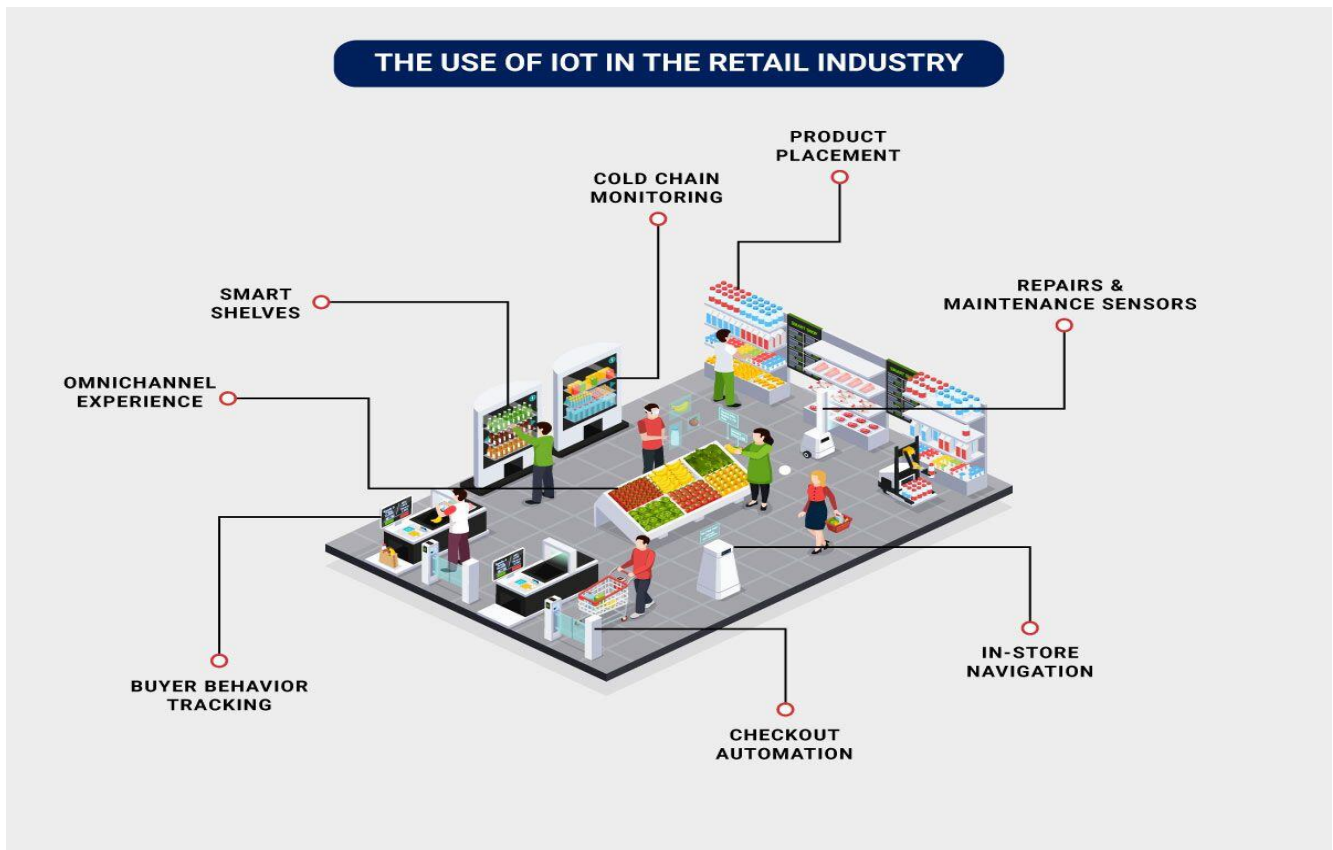 THE USE OF IOT IN THE RETAIL INDUSTRY
PRODUCT
PLACEMENT
COLD CHAIN
MONITORING
SMART
SHELVES
REPAIRS &
MAINTENANCE SENSORS
OMNICHANNEL
EXPERIENCE
IN-STORE
NAVIGATION
BUYER BEHAVIOR
TRACKING
CHECKOUT
AUTOMATION